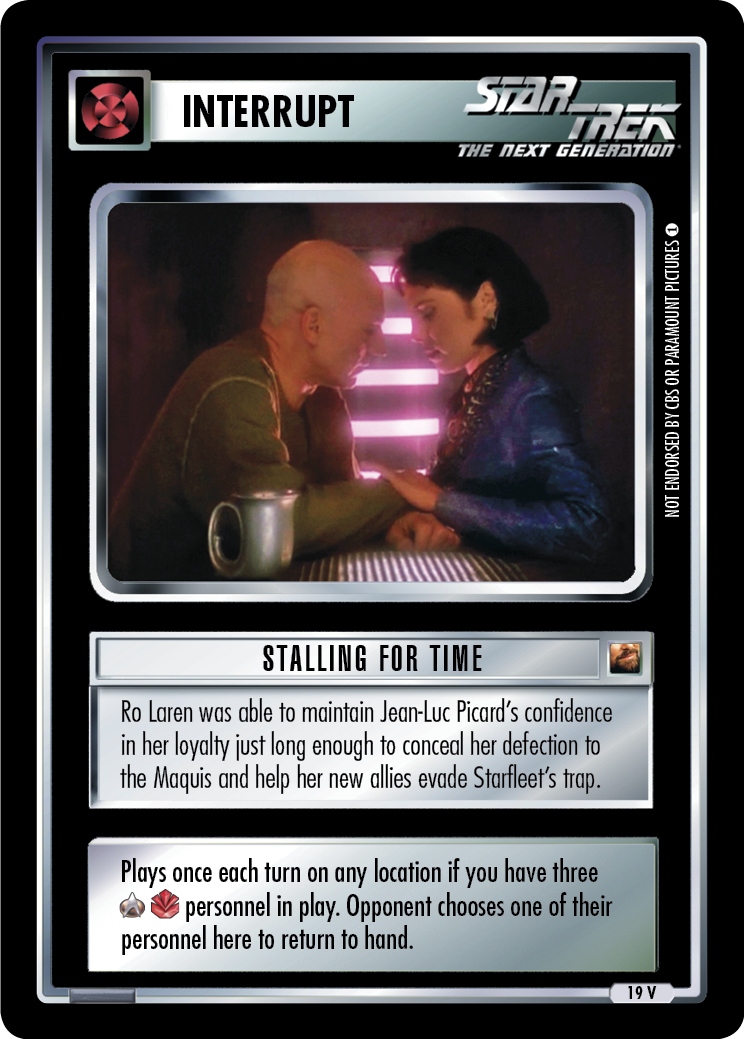 INTERRUPT
STAR TREK
THE NEXT GENERATION
NOT ENDORSED BY CBS OR PARAMOUNT PICTURES 1
STALLING FOR TIME
Ro Laren was able to maintain Jean-Luc Picard's confidence
in her loyalty just long enough to conceal her defection to
the Maquis and help her new allies evade Starfleet's trap.
Plays once each turn on any location if you have three
personnel in play. Opponent chooses one of their
personnel here to return to hand.
19 V